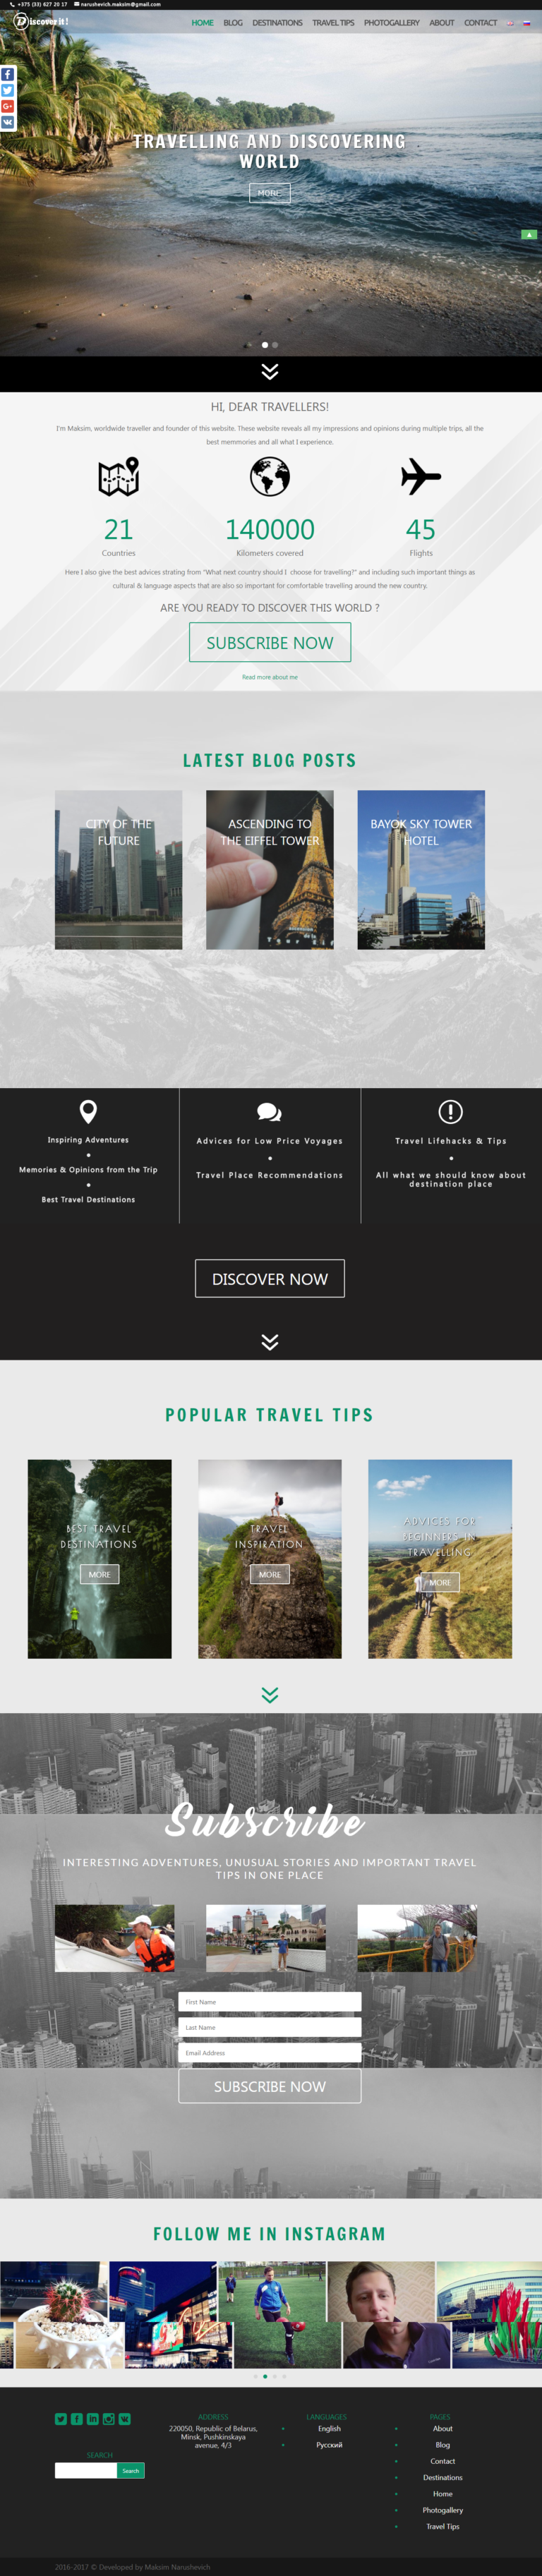 +375 (33) 627 20 17 narushevich.maksim@gmail.com
Discover it !
HOME BLOG DESTINATIONS TRAVEL TIPS PHOTOGALLERY ABOUT CONTACT
TRAVELLING AND DISCOVERING
WORLD
MORE
HI, DEAR TRAVELLERS!
I'm Maksim, worldwide traveller and founder of this website. These website reveals all my impressions and opinions during multiple trips, all the
best memmories and all what I experience.
21 140000 45
Countries Kilometers covered Flights
Here I also give the best advices strating from "What next country should I choose for travelling?" and including such important things as
cultural & language aspects that are also so important for comfortable travelling around the new country.
ARE YOU READY TO DISCOVER THIS WORLD ?
SUBSCRIBE NOW
Read more about me
LATEST BLOG POSTS
CITY OF THE
FUTURE
ASCENDING TO
THE EIFFEL TOWER
BAYOK SKY TOWER
HOTEL
Inspiring Adventures
Memories & Opinions from the Trip
Best Travel Destinations
Advices for Low Price Voyages
Travel Place Recommendations
Travel Lifehacks & Tips
All what we should know about
destination place
DISCOVER NOW
POPULAR TRAVEL TIPS
BEST TRAVEL
DESTINATIONS
MORE
TRAVEL
INSPIRATION
MORE
ADVICES FOR
BEGINNERS IN
TRAVELLING
MORE
Subscribe
INTERESTING ADVENTURES, UNUSUAL STORIES AND IMPORTANT TRAVEL
TIPS IN ONE PLACE
First Name
Last Name
Email Address
SUBSCRIBE NOW
FOLLOW ME IN INSTAGRAM
SEARCH
Search
ADDRESS
220050, Republic of Belarus,
Minsk, Pushkinskaya
avenue, 4/3
LANGUAGES
English
Русский
PAGES
About
Blog
Contact
Destinations
Home
Photogallery
Travel Tips
2016-2017 © Developed by Maksim Narushevich